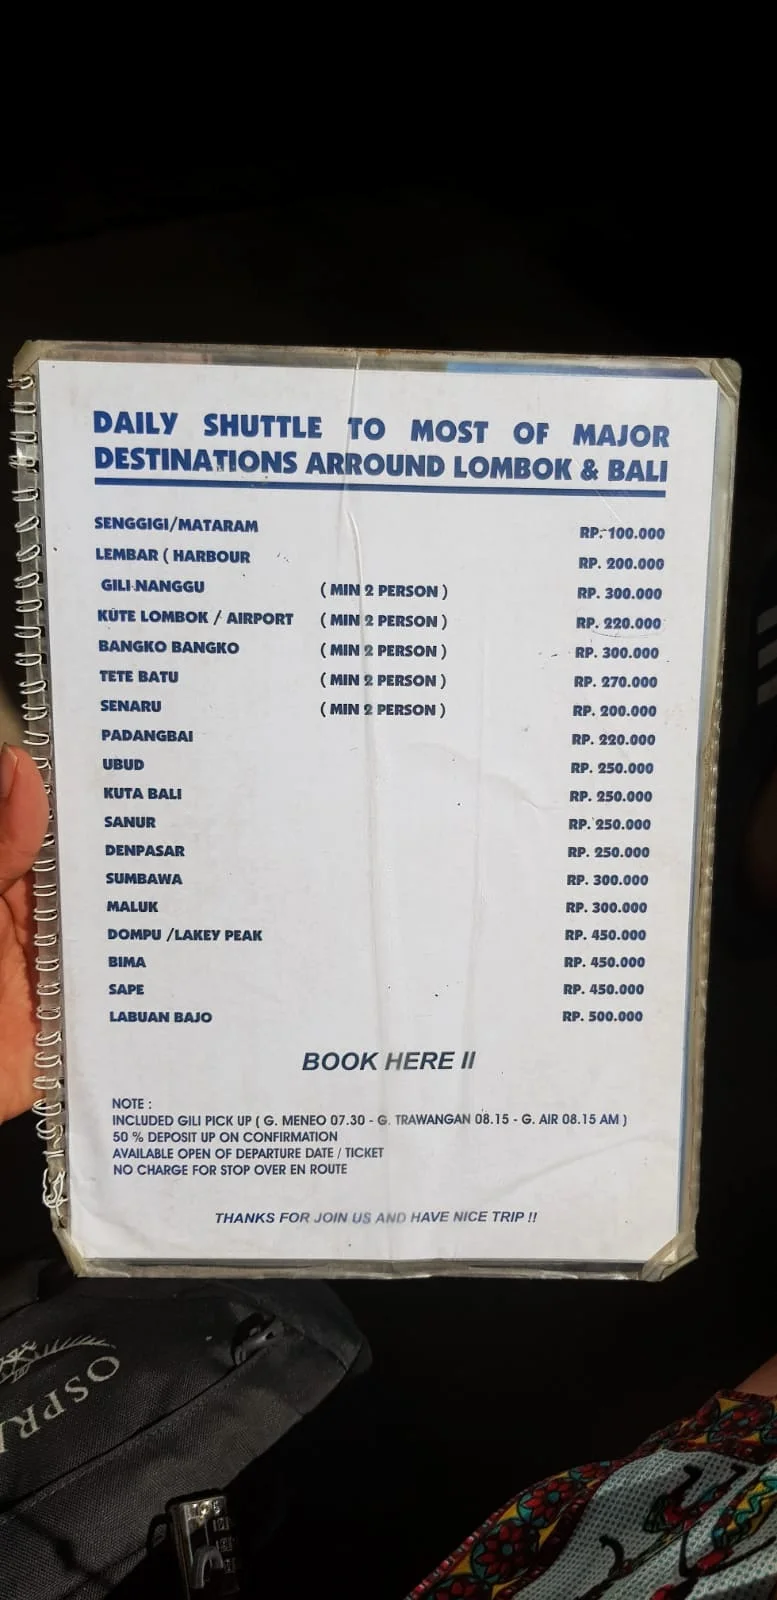 DAILY SHUTTLE TO MOST OF MAJOR
DESTINATIONS ARROUND LOMBOK & BALI
SENGGIGI/MATARAM RP. 100.000
LEMBAR ( HARBOUR RP. 200.000
GILI NANGGU ( MIN 2 PERSON ) RP. 300.000
KUTE LOMBOK / AIRPORT ( MIN 2 PERSON ) RP. 220.000
BANGKO BANGKO ( MIN 2 PERSON ) RP. 300.000
TETE BATU ( MIN 2 PERSON ) RP. 270.000
SENARU ( MIN 2 PERSON ) RP. 200.000
PADANGBAI RP. 220.000
UBUD RP. 250.000
KUTA BALI RP. 250.000
SANUR RP. 250.000
DENPASAR RP. 250.000
SUMBAWA RP. 300.000
MALUK RP. 300.000
DOMPU /LAKEY PEAK RP. 450.000
BIMA RP. 450.000
SAPE RP. 450.000
LABUAN BAJO RP. 500.000
BOOK HERE II
NOTE :
INCLUDED GILI PICK UP ( G. MENEO 07.30 - G. TRAWANGAN 08.15 - G. AIR 08.15 AM )
50 % DEPOSIT UP ON CONFIRMATION
AVAILABLE OPEN OF DEPARTURE DATE / TICKET
NO CHARGE FOR STOP OVER EN ROUTE
THANKS FOR JOIN US AND HAVE NICE TRIP !!
OSPR